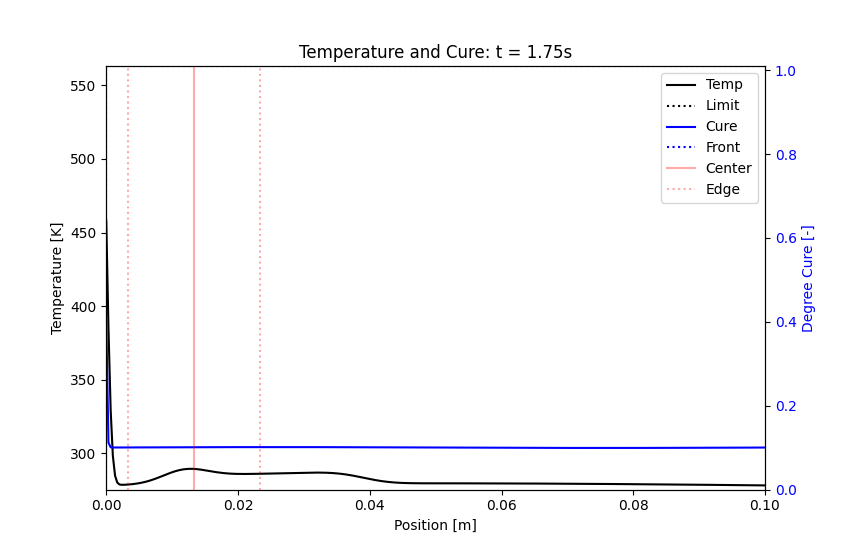 Temperature and Cure: t = 1.75s
Temperature [K]
550
500
450
400
350
300
Temp
Limit
Cure
Front
Center
Edge
1.0
0.8
0.6
0.4
0.2
0.0
Degree Cure [-]
0.00
0.02
0.04
0.06
0.08
0.10
Position [m]